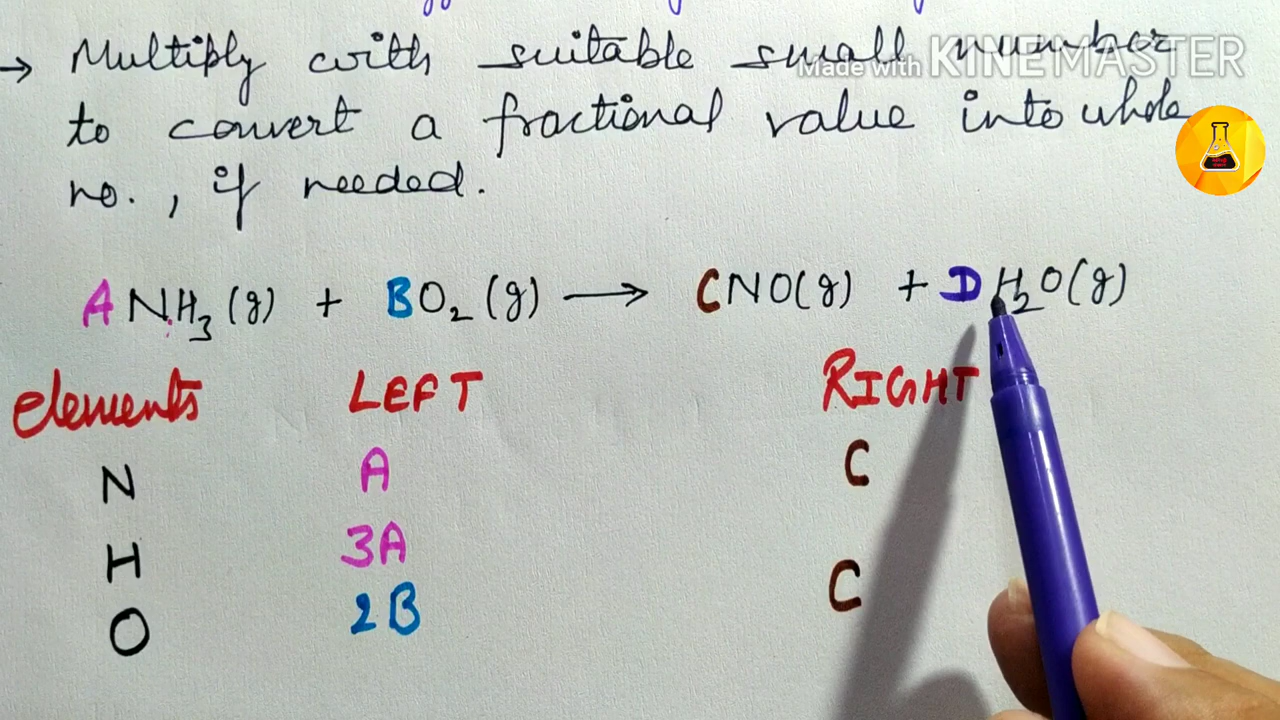 → Multiply with suitable small number
Made with KINEMASTER
to convert a fractional value into whole
no., if needed.
A NH₃ (g) + B O₂ (g) → C NO(g) + D H₂O(g)
elements LEFT RIGHT
N A C
H 3A
O 2B C